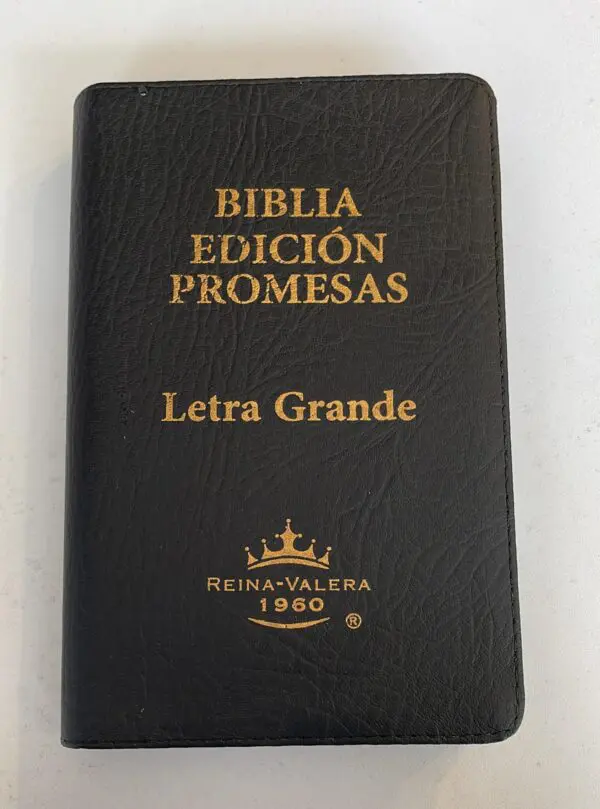 BIBLIA
EDICIÓN
PROMESAS
Letra Grande
REINA-VALERA
1960
®